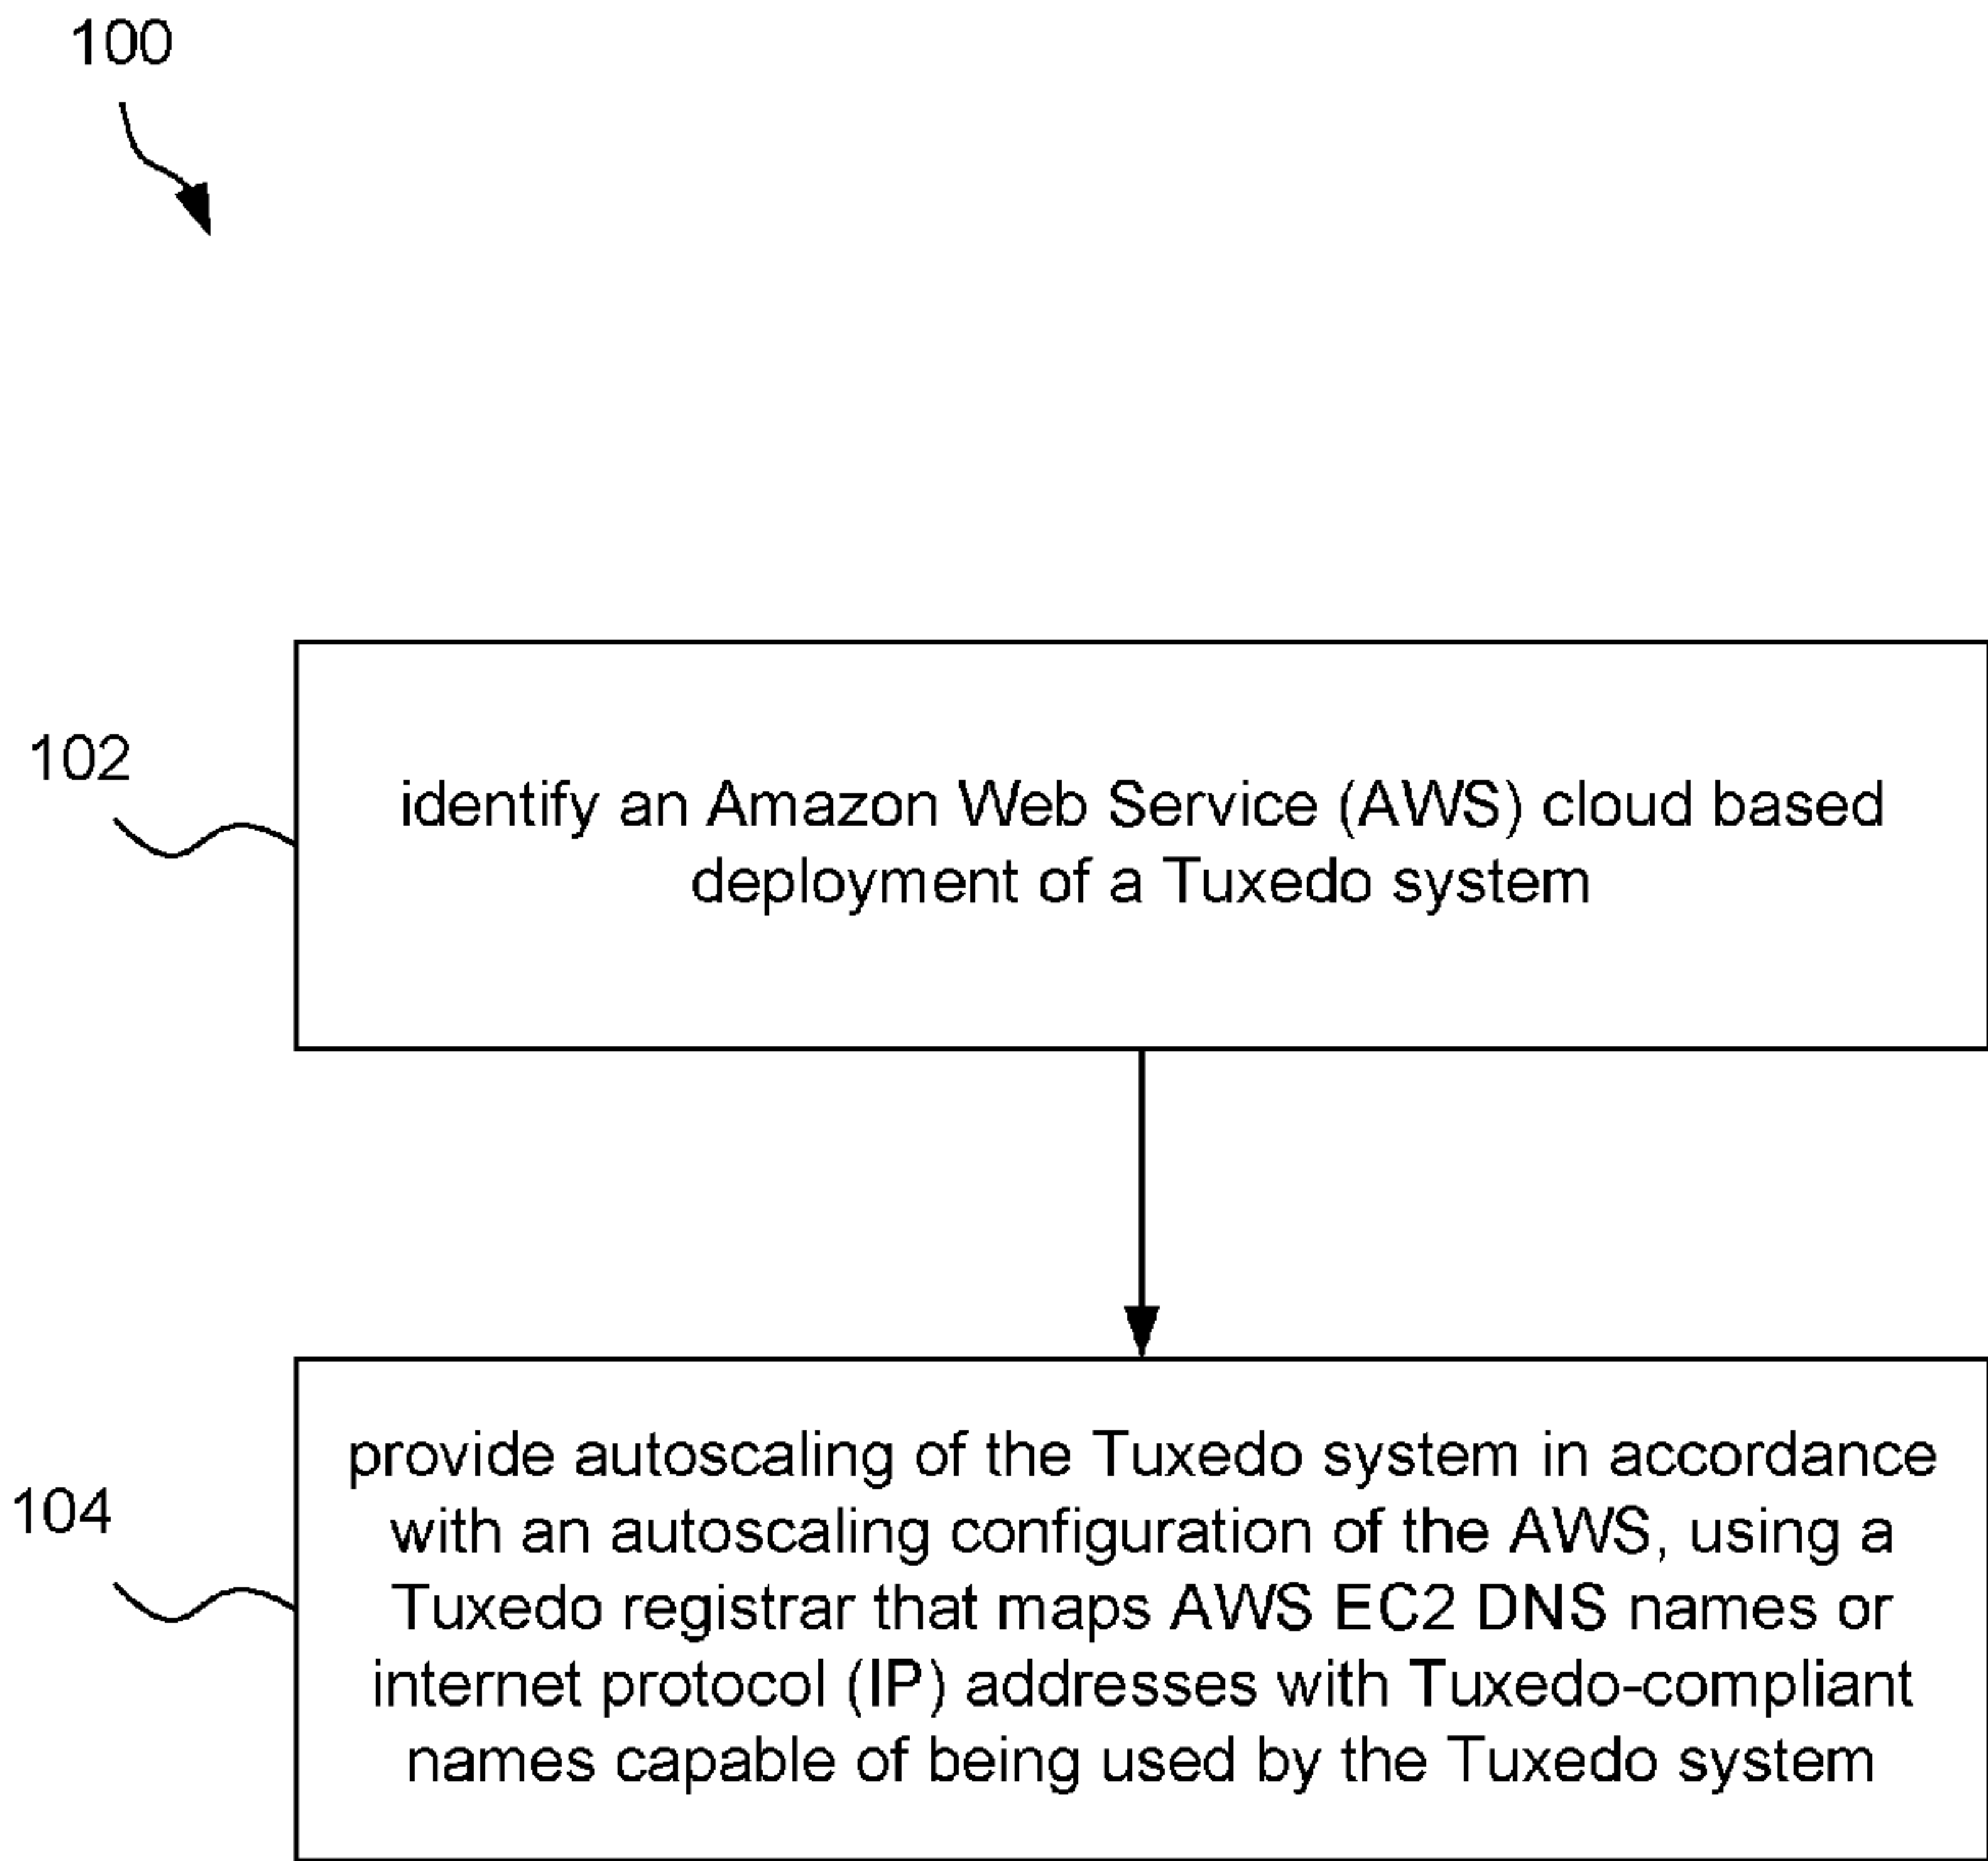 100
102
identify an Amazon Web Service (AWS) cloud based
deployment of a Tuxedo system
104
provide autoscaling of the Tuxedo system in accordance
with an autoscaling configuration of the AWS, using a
Tuxedo registrar that maps AWS EC2 DNS names or
internet protocol (IP) addresses with Tuxedo-compliant
names capable of being used by the Tuxedo system